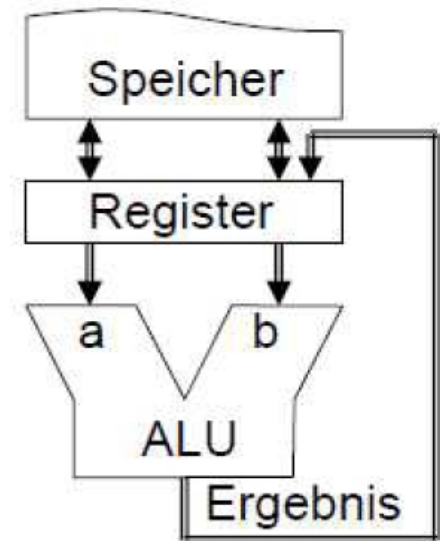 Speicher
Register
a b
ALU
Ergebnis